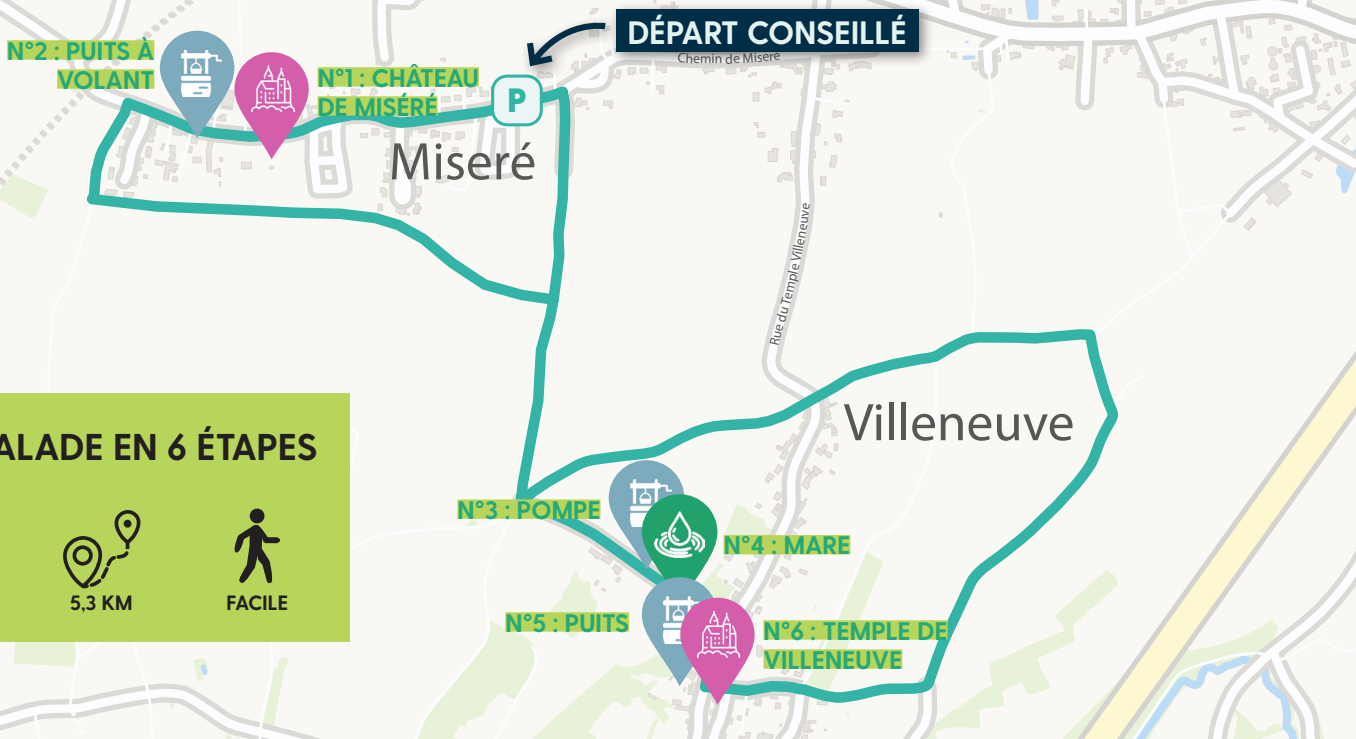 DÉPART CONSEILLÉ
Chemin de Misere
N°2 : PUITS À
VOLANT
N°1 : CHÂTEAU
DE MISÉRÉ
P
Miseré
Rue du Temple Villeneuve
Villeneuve
ALADE EN 6 ÉTAPES
5,3 KM
FACILE
N°3 : POMPE
N°4 : MARE
N°5 : PUITS
N°6 : TEMPLE DE
VILLENEUVE